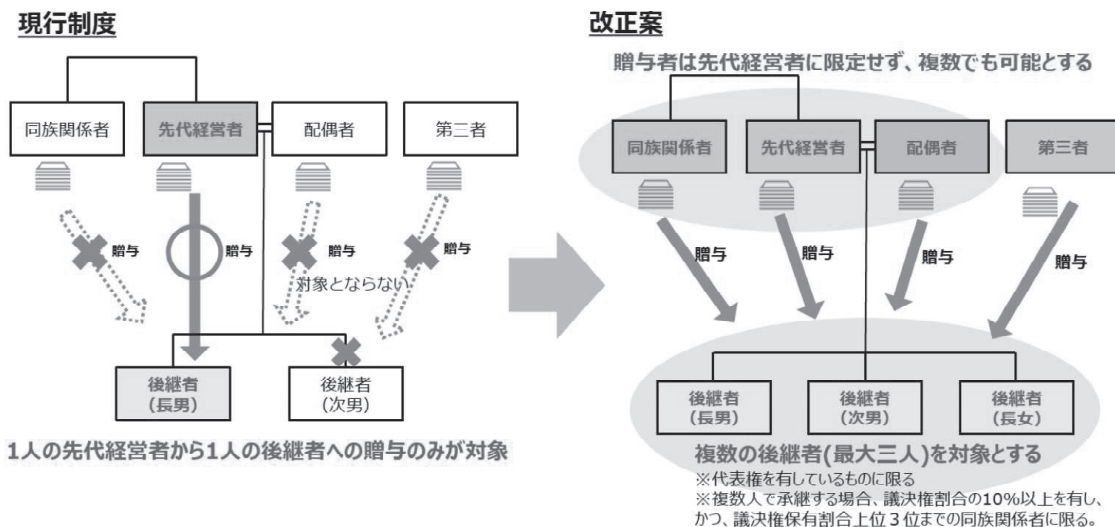 現行制度
同族関係者
先代経営者
配偶者
第三者
贈与
贈与
贈与
贈与
対象とならない
後継者
(長男)
後継者
(次男)
1人の先代経営者から1人の後継者への贈与のみが対象
改正案
贈与者は先代経営者に限定せず、複数でも可能とする
同族関係者
先代経営者
配偶者
第三者
贈与
贈与
贈与
贈与
後継者
(長男)
後継者
(次男)
後継者
(長女)
複数の後継者(最大三人)を対象とする
※代表権を有しているものに限る
※複数人で承継する場合、議決権割合の10%以上を有し、
かつ、議決権保有割合上位3位までの同族関係者に限る。